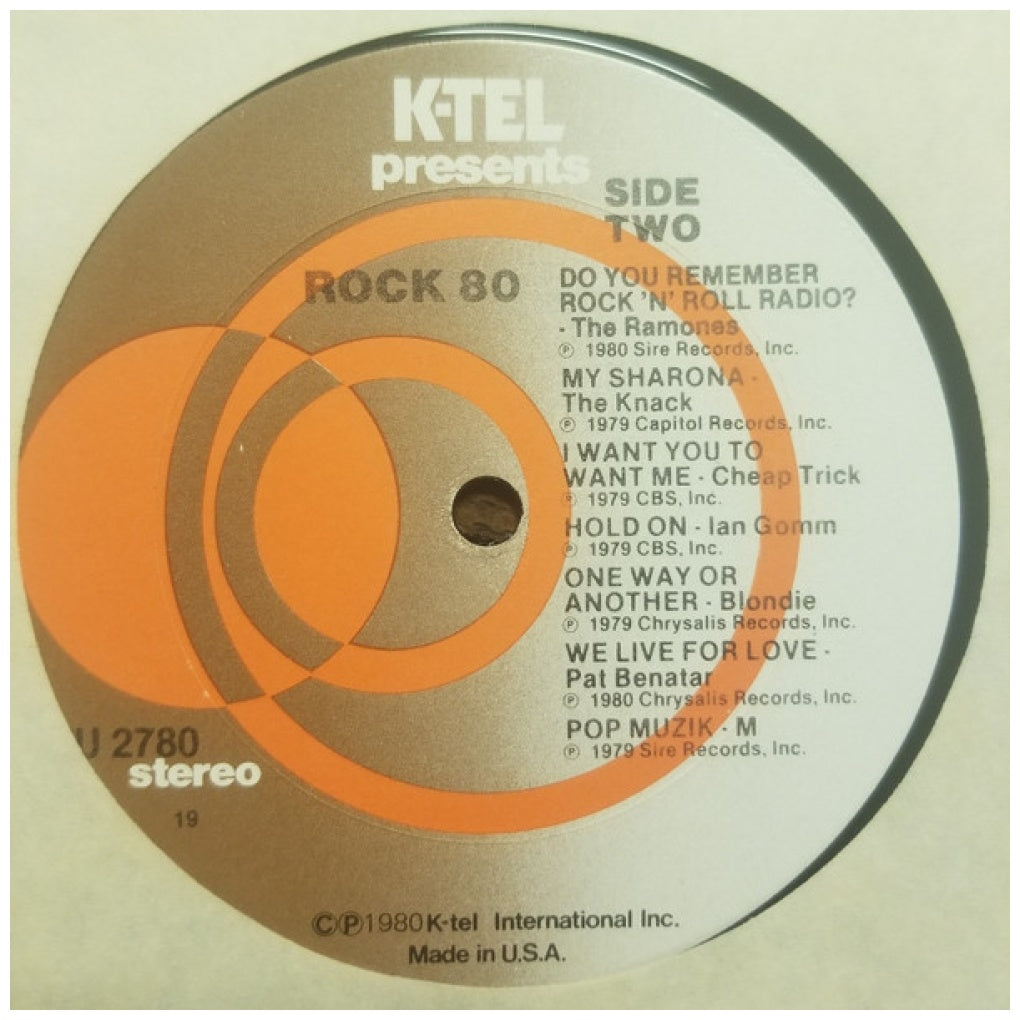 K-TEL
presents
SIDE
TWO
ROCK 80
DO YOU REMEMBER
ROCK 'N' ROLL RADIO?
- The Ramones
℗ 1980 Sire Records, Inc.
MY SHARONA -
The Knack
℗ 1979 Capitol Records, Inc.
I WANT YOU TO
WANT ME - Cheap Trick
℗ 1979 CBS, Inc.
HOLD ON - Ian Gomm
℗ 1979 CBS, Inc.
ONE WAY OR
ANOTHER - Blondie
℗ 1979 Chrysalis Records, Inc.
WE LIVE FOR LOVE -
Pat Benatar
℗ 1980 Chrysalis Records, Inc.
POP MUZIK - M
℗ 1979 Sire Records, Inc.
U 2780
stereo
19
©℗1980 K-tel International Inc.
Made in U.S.A.